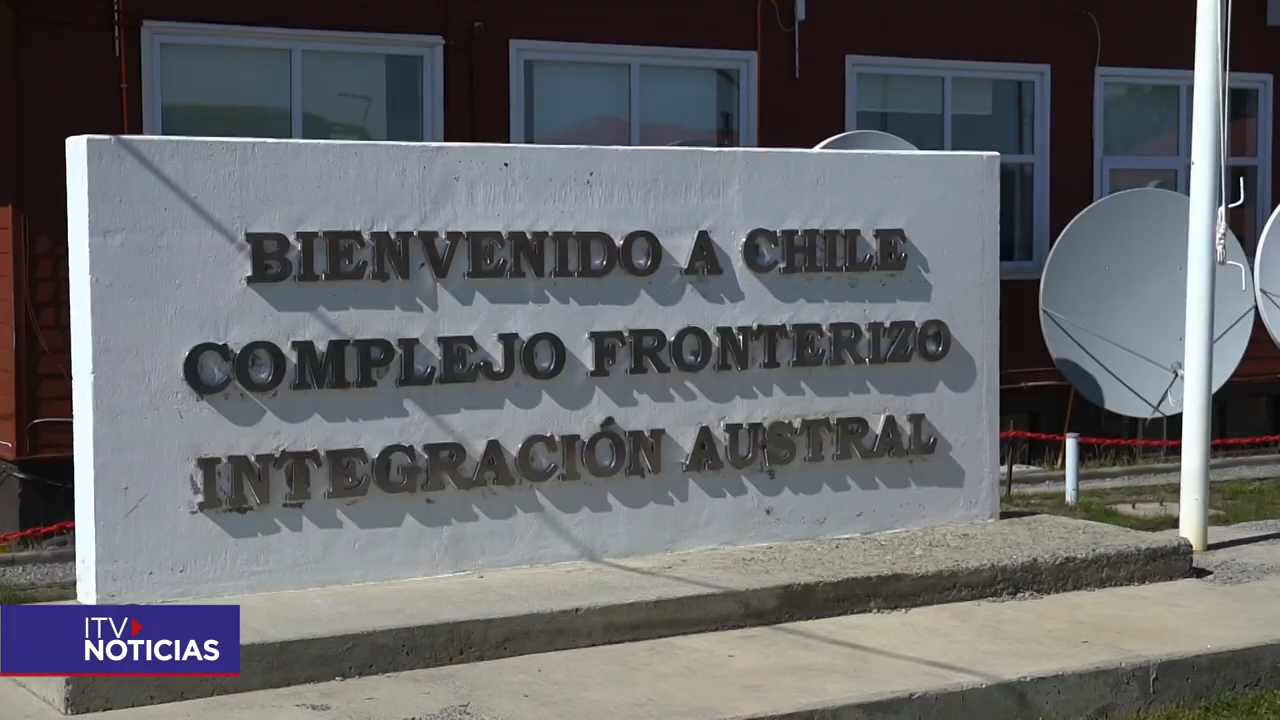 BIENVENIDO A CHILE
COMPLEJO FRONTERIZO
INTEGRACIÓN AUSTRAL
ITV
NOTICIAS